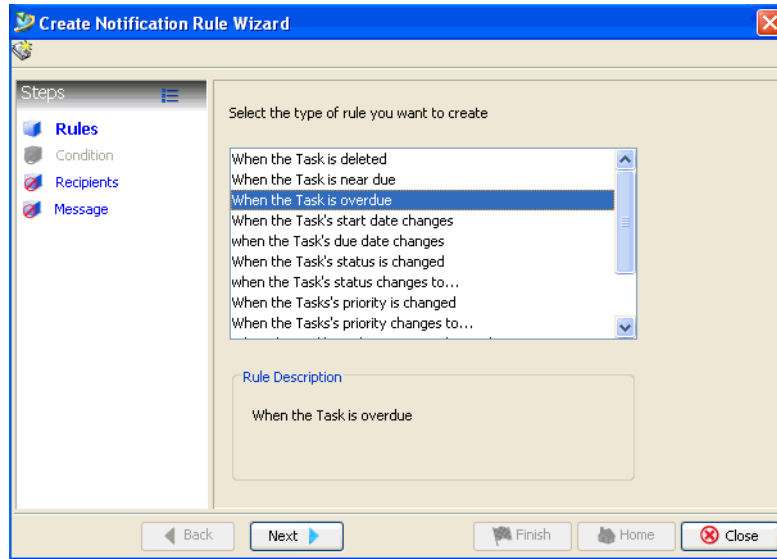 Create Notification Rule Wizard
Steps
Rules
Condition
Recipients
Message
Select the type of rule you want to create
When the Task is deleted
When the Task is near due
When the Task is overdue
When the Task's start date changes
when the Task's due date changes
When the Task's status is changed
when the Task's status changes to...
When the Tasks's priority is changed
When the Tasks's priority changes to...
Rule Description
When the Task is overdue
Back
Next
Finish
Home
Close